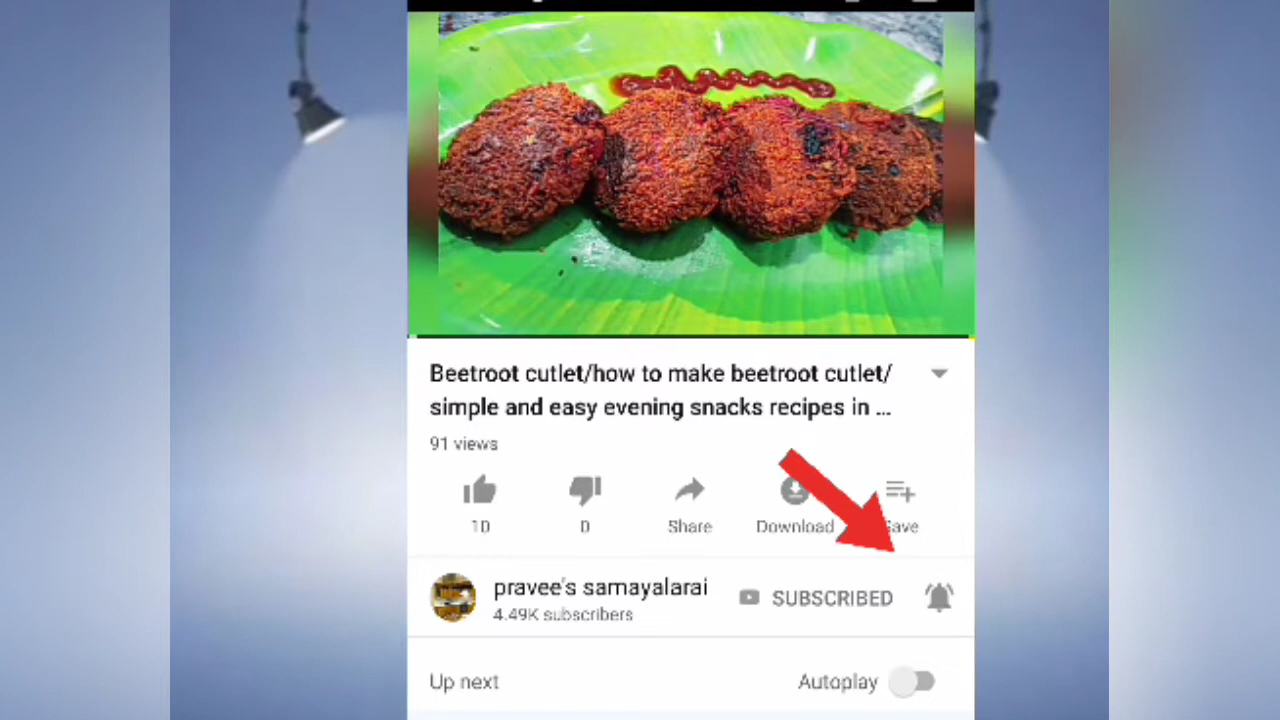 Beetroot cutlet/how to make beetroot cutlet/
simple and easy evening snacks recipes in ...
91 views
10 0 Share Download Save
pravee's samayalarai SUBSCRIBED
4.49K subscribers
Up next Autoplay